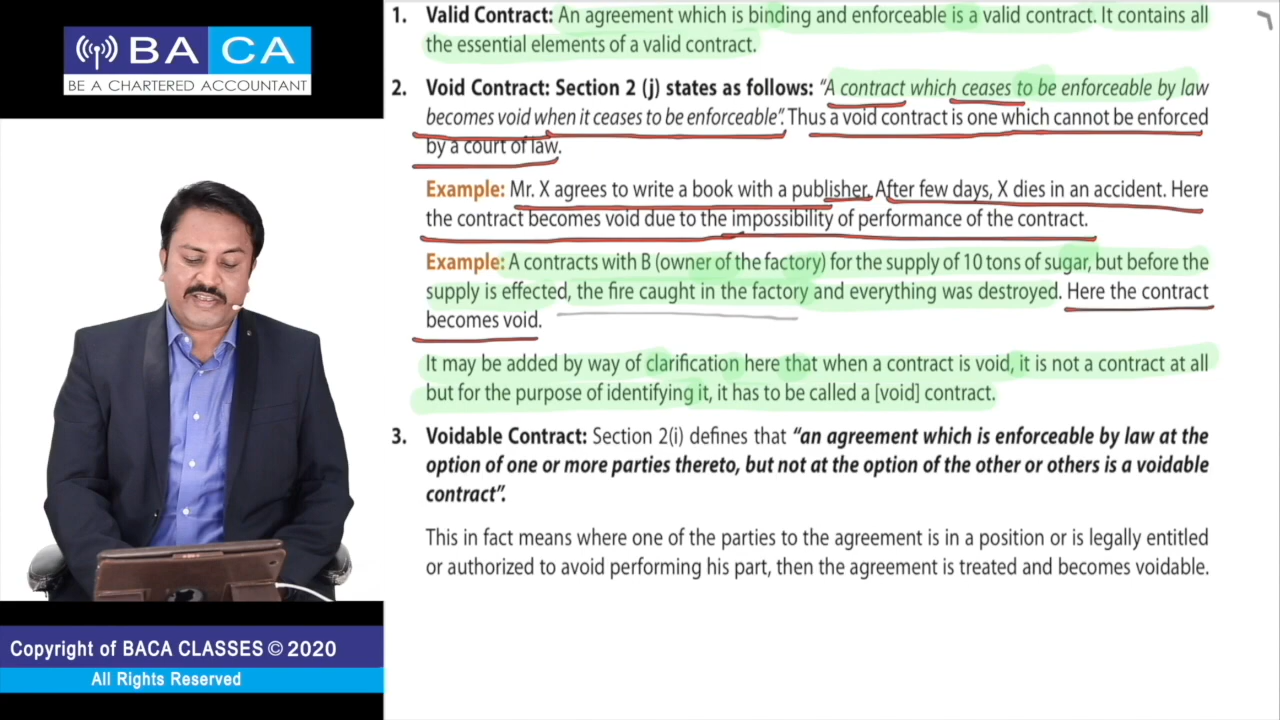 BA CA
BE A CHARTERED ACCOUNTANT
1. Valid Contract: An agreement which is binding and enforceable is a valid contract. It contains all
the essential elements of a valid contract.
2. Void Contract: Section 2 (j) states as follows: “A contract which ceases to be enforceable by law
becomes void when it ceases to be enforceable”. Thus a void contract is one which cannot be enforced
by a court of law.
Example: Mr. X agrees to write a book with a publisher. After few days, X dies in an accident. Here
the contract becomes void due to the impossibility of performance of the contract.
Example: A contracts with B (owner of the factory) for the supply of 10 tons of sugar, but before the
supply is effected, the fire caught in the factory and everything was destroyed. Here the contract
becomes void.
It may be added by way of clarification here that when a contract is void, it is not a contract at all
but for the purpose of identifying it, it has to be called a [void] contract.
3. Voidable Contract: Section 2(i) defines that “an agreement which is enforceable by law at the
option of one or more parties thereto, but not at the option of the other or others is a voidable
contract”.
This in fact means where one of the parties to the agreement is in a position or is legally entitled
or authorized to avoid performing his part, then the agreement is treated and becomes voidable.
Copyright of BACA CLASSES © 2020
All Rights Reserved